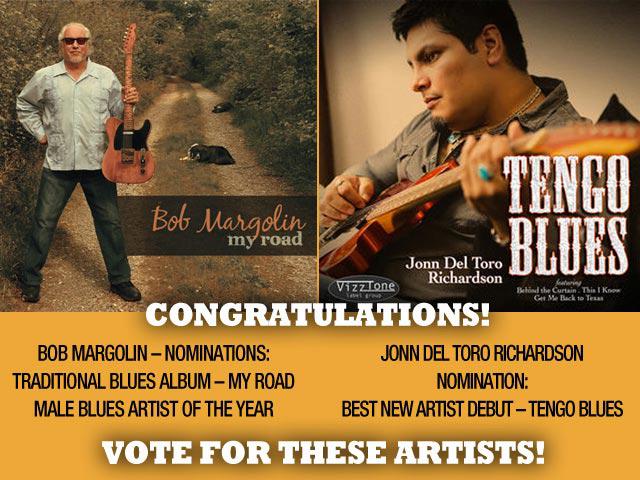 Bob Margolin
my road
TENGO
BLUES
Jonn Del Toro
Richardson
featuring
Behind the Curtain . This I Know
Get Me Back to Texas
VizzTone
label group
CONGRATULATIONS!
BOB MARGOLIN – NOMINATIONS:
TRADITIONAL BLUES ALBUM – MY ROAD
MALE BLUES ARTIST OF THE YEAR
JONN DEL TORO RICHARDSON
NOMINATION:
BEST NEW ARTIST DEBUT – TENGO BLUES
VOTE FOR THESE ARTISTS!